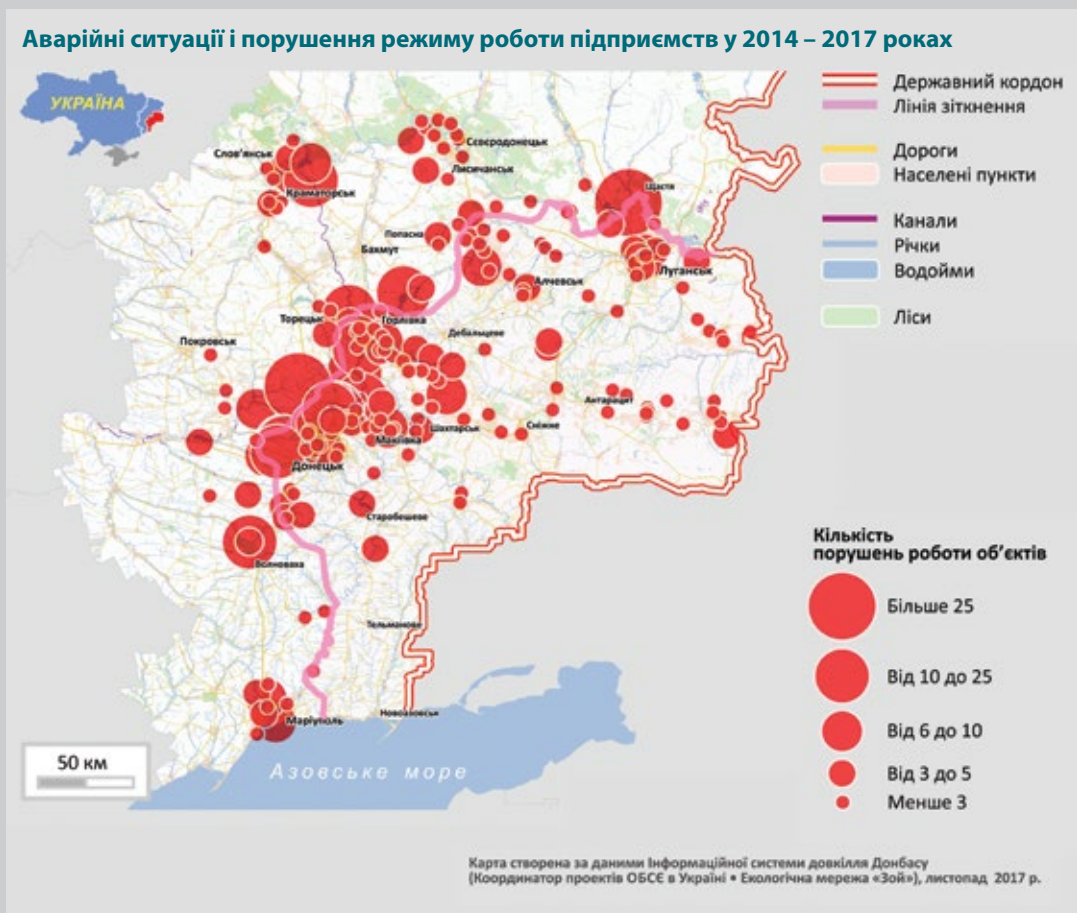 Аварійні ситуації і порушення режиму роботи підприємств у 2014 – 2017 роках
УКРАЇНА
Державний кордон
Лінія зіткнення
Дороги
Населені пункти
Канали
Річки
Водойми
Ліси
Слов'янськ
Краматорськ
Сєвєродонецьк
Лисичанськ
Щастя
Попасна
Бахмут
Луганськ
Алчевськ
Торецьк
Горлівка
Дебальцеве
Покровськ
Антрацит
Шахтарськ
Сніжне
Макіївка
Донецьк
Старобешеве
Волноваха
Тельманове
Маріуполь
Новоазовськ
Азовське море
50 км
Кількість
порушень роботи об'єктів
Більше 25
Від 10 до 25
Від 6 до 10
Від 3 до 5
Менше 3
Карта створена за даними Інформаційної системи довкілля Донбасу
(Координатор проектів ОБСЄ в Україні • Екологічна мережа «Зой»), листопад 2017 р.